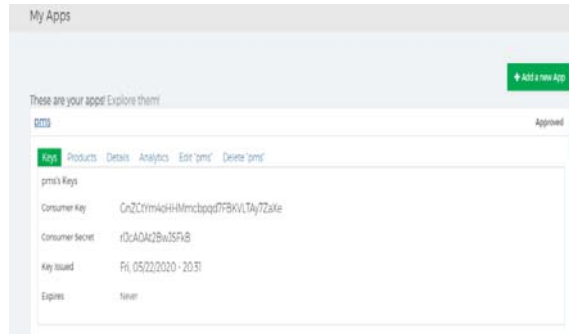 My Apps
+ Add a new App
These are your apps! Explore them!
pms
Approved
Keys Products Details Analytics Edit "pms" Delete "pms"
pms's Keys
Consumer Key
Consumer Secret
Key Issued Fri, 05/22/2020 - 20:31
Expires Never